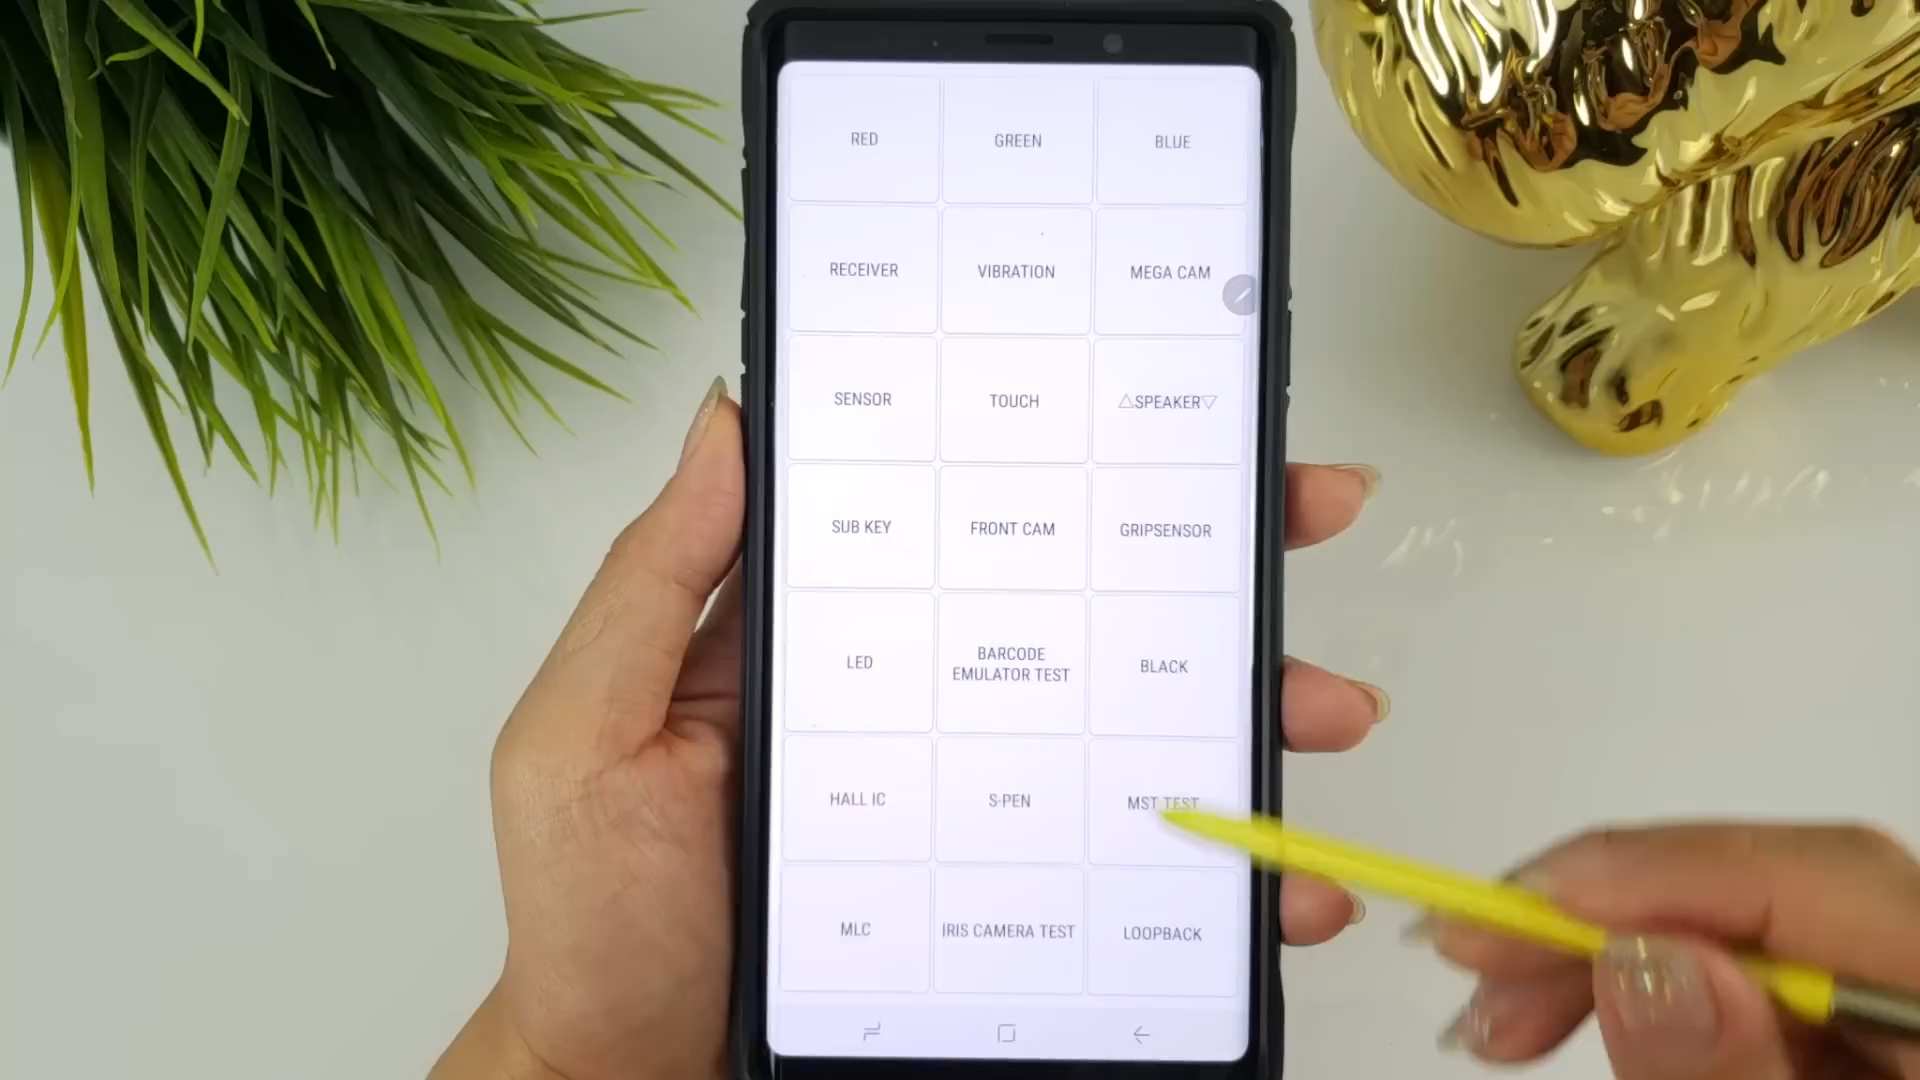 RED
GREEN
BLUE
RECEIVER
VIBRATION
MEGA CAM
SENSOR
TOUCH
△SPEAKER▽
SUB KEY
FRONT CAM
GRIPSENSOR
LED
BARCODE
EMULATOR TEST
BLACK
HALL IC
S-PEN
MST TEST
MLC
IRIS CAMERA TEST
LOOPBACK